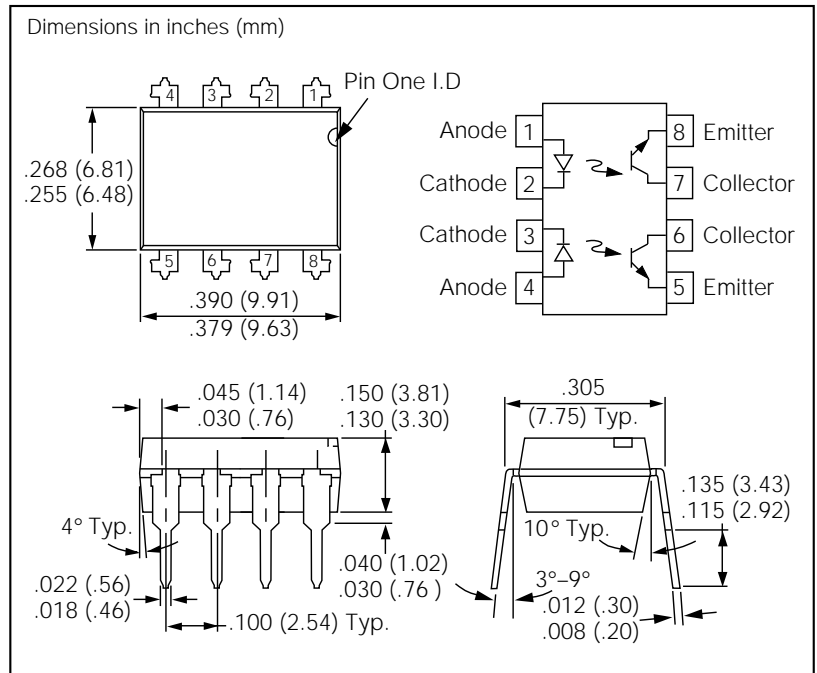 Dimensions in inches (mm)
4 3 2 1
Pin One I.D
.268 (6.81)
.255 (6.48)
5 6 7 8
.390 (9.91)
.379 (9.63)
Anode 1
8 Emitter
Cathode 2
7 Collector
Cathode 3
6 Collector
Anode 4
5 Emitter
.045 (1.14)
.030 (.76)
.150 (3.81)
.130 (3.30)
4° Typ.
.022 (.56)
.018 (.46)
.040 (1.02)
.030 (.76 )
.100 (2.54) Typ.
.305
(7.75) Typ.
.135 (3.43)
.115 (2.92)
10° Typ.
3°–9°
.012 (.30)
.008 (.20)